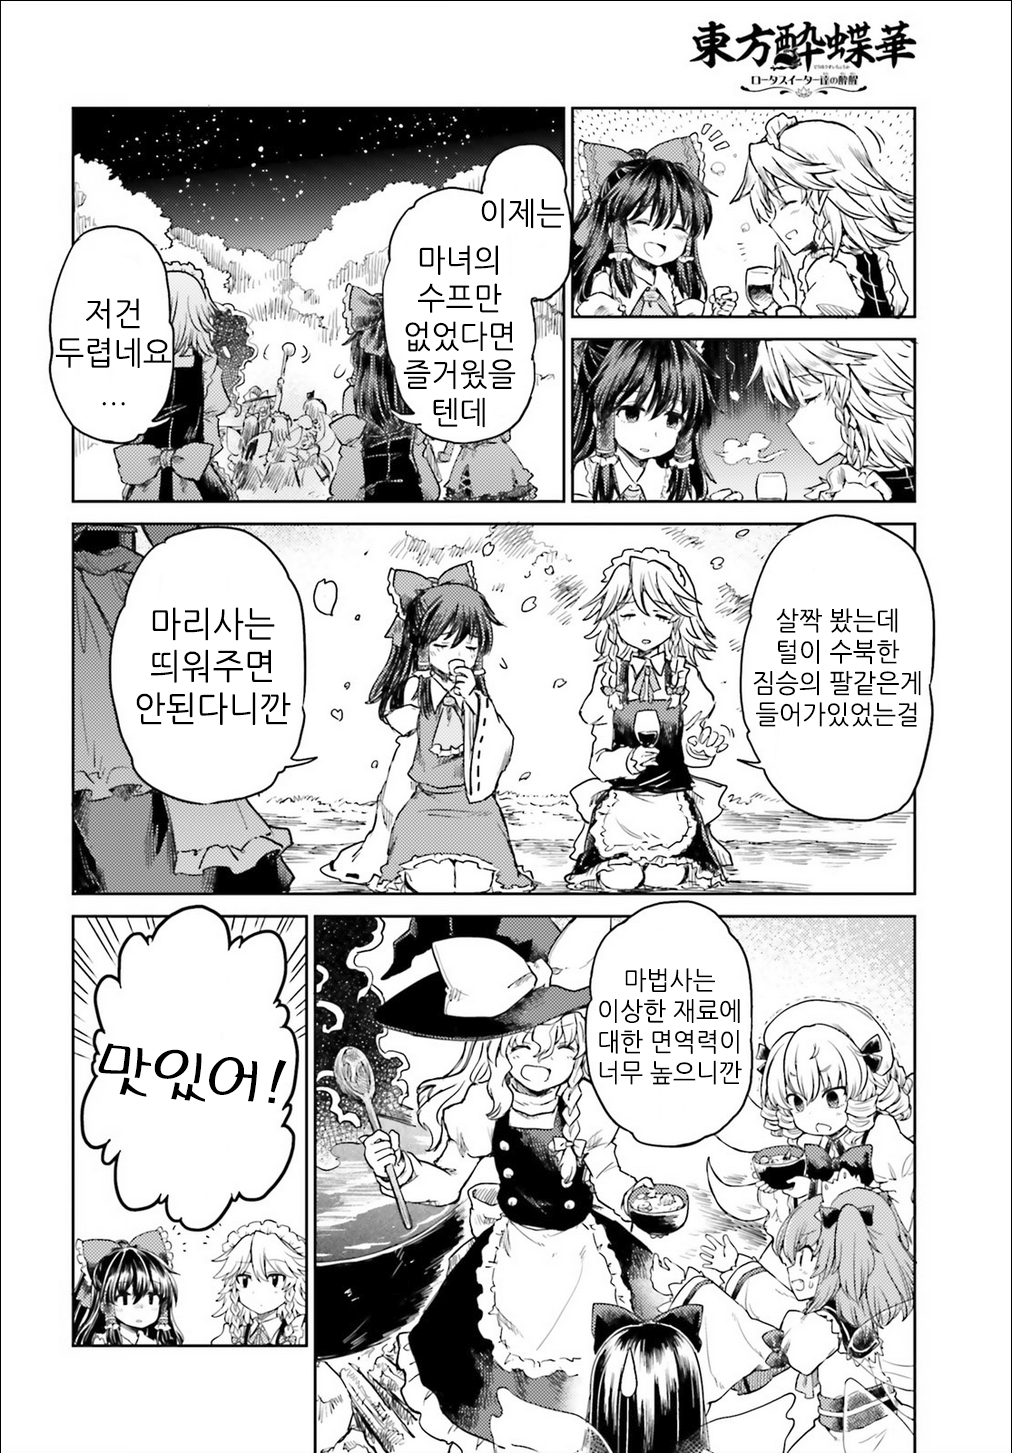 東方酔蝶華
ロータスイーター達の酔醒
이제는
마녀의
수프만
없었다면
즐거웠을
텐데
저건
두렵네요
...
살짝 봤는데
털이 수북한
짐승의 팔같은게
들어가있었는걸
마리사는
띄워주면
안된다니깐
마법사는
이상한 재료에
대한 면역력이
너무 높으니깐
맛있어!